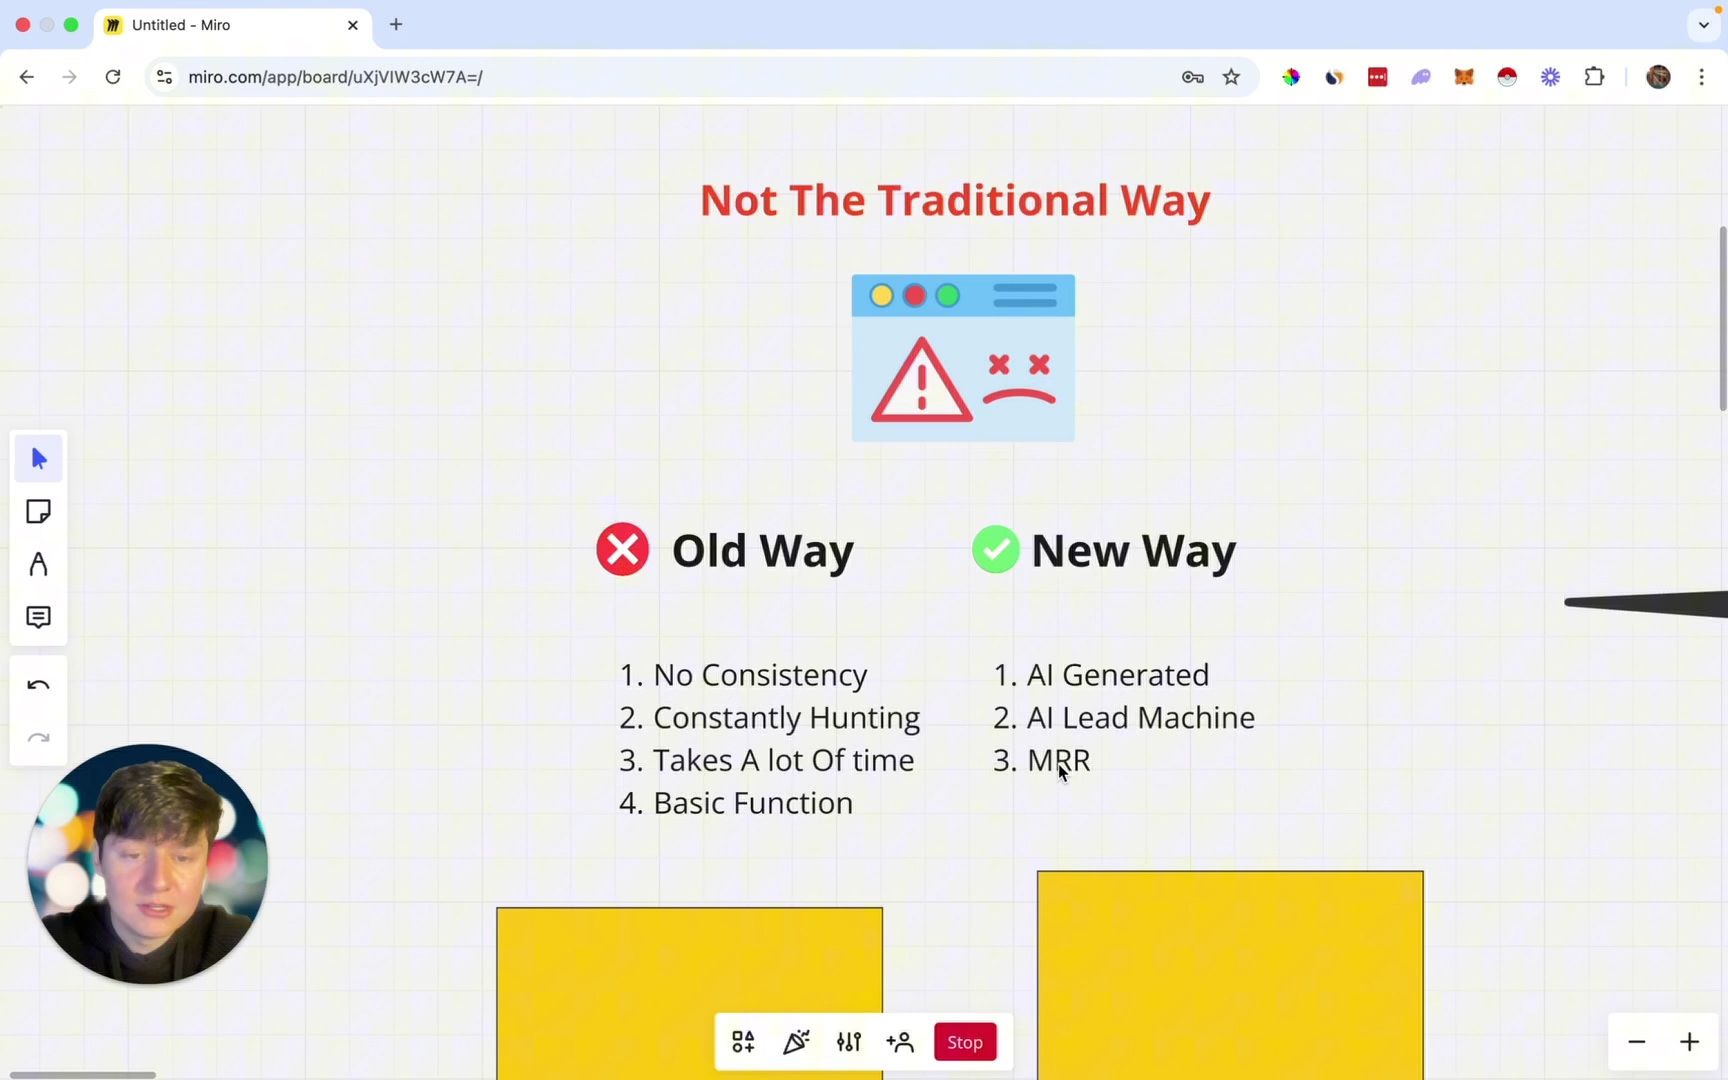 Untitled - Miro
miro.com/app/board/uXjVIW3cW7A=/
Not The Traditional Way
Old Way
New Way
1. No Consistency
2. Constantly Hunting
3. Takes A lot Of time
4. Basic Function
1. AI Generated
2. AI Lead Machine
3. MRR
Stop